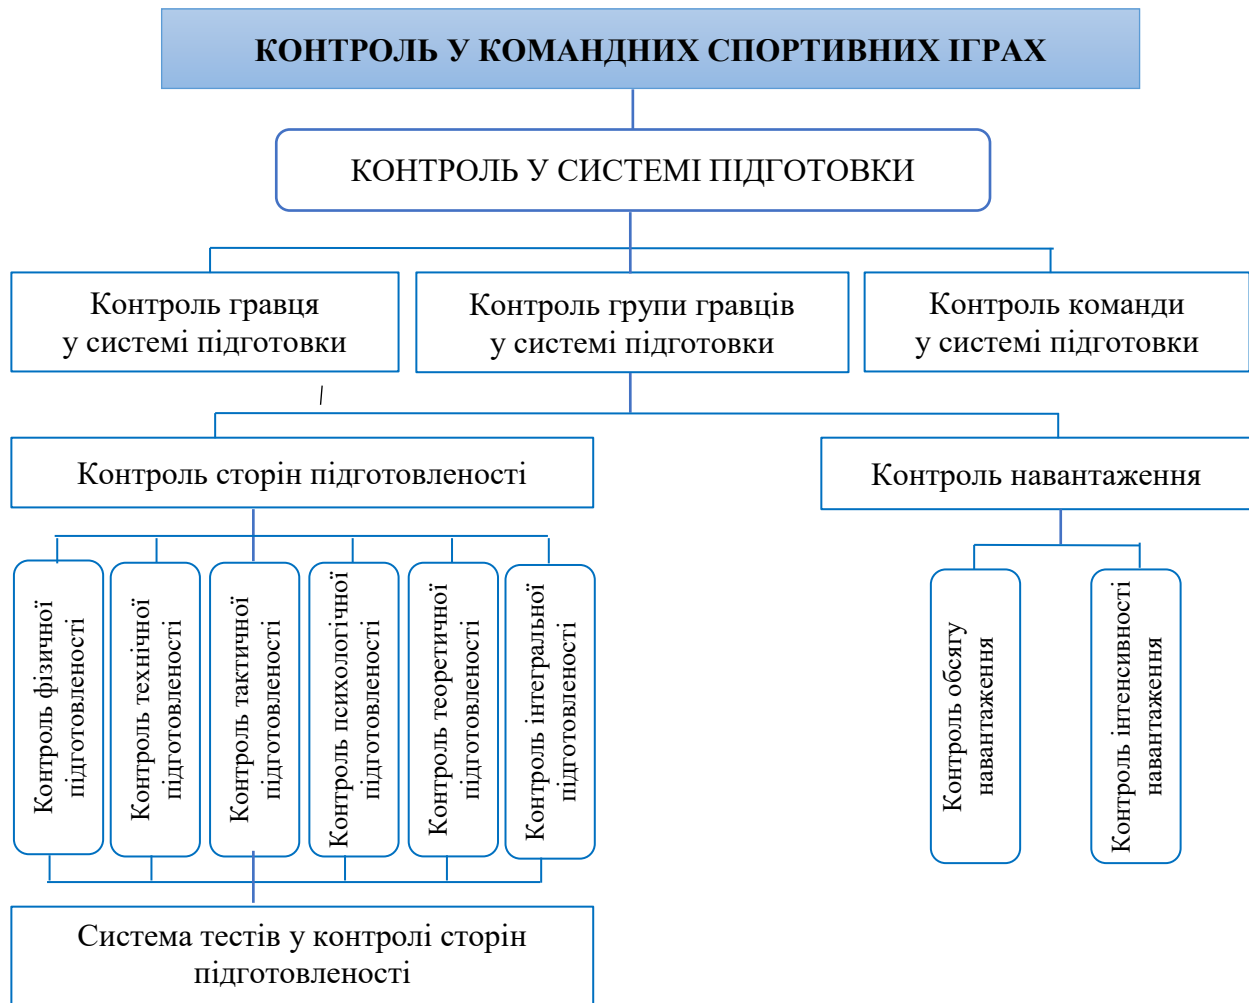 КОНТРОЛЬ У КОМАНДНИХ СПОРТИВНИХ ІГРАХ
КОНТРОЛЬ У СИСТЕМІ ПІДГОТОВКИ
Контроль гравця
у системі підготовки
Контроль групи гравців
у системі підготовки
Контроль команди
у системі підготовки
Контроль сторін підготовленості
Контроль навантаження
Контроль фізичної
підготовленості
Контроль технічної
підготовленості
Контроль тактичної
підготовленості
Контроль психологічної
підготовленості
Контроль теоретичної
підготовленості
Контроль інтегральної
підготовленості
Контроль обсягу
навантаження
Контроль інтенсивності
навантаження
Система тестів у контролі сторін
підготовленості